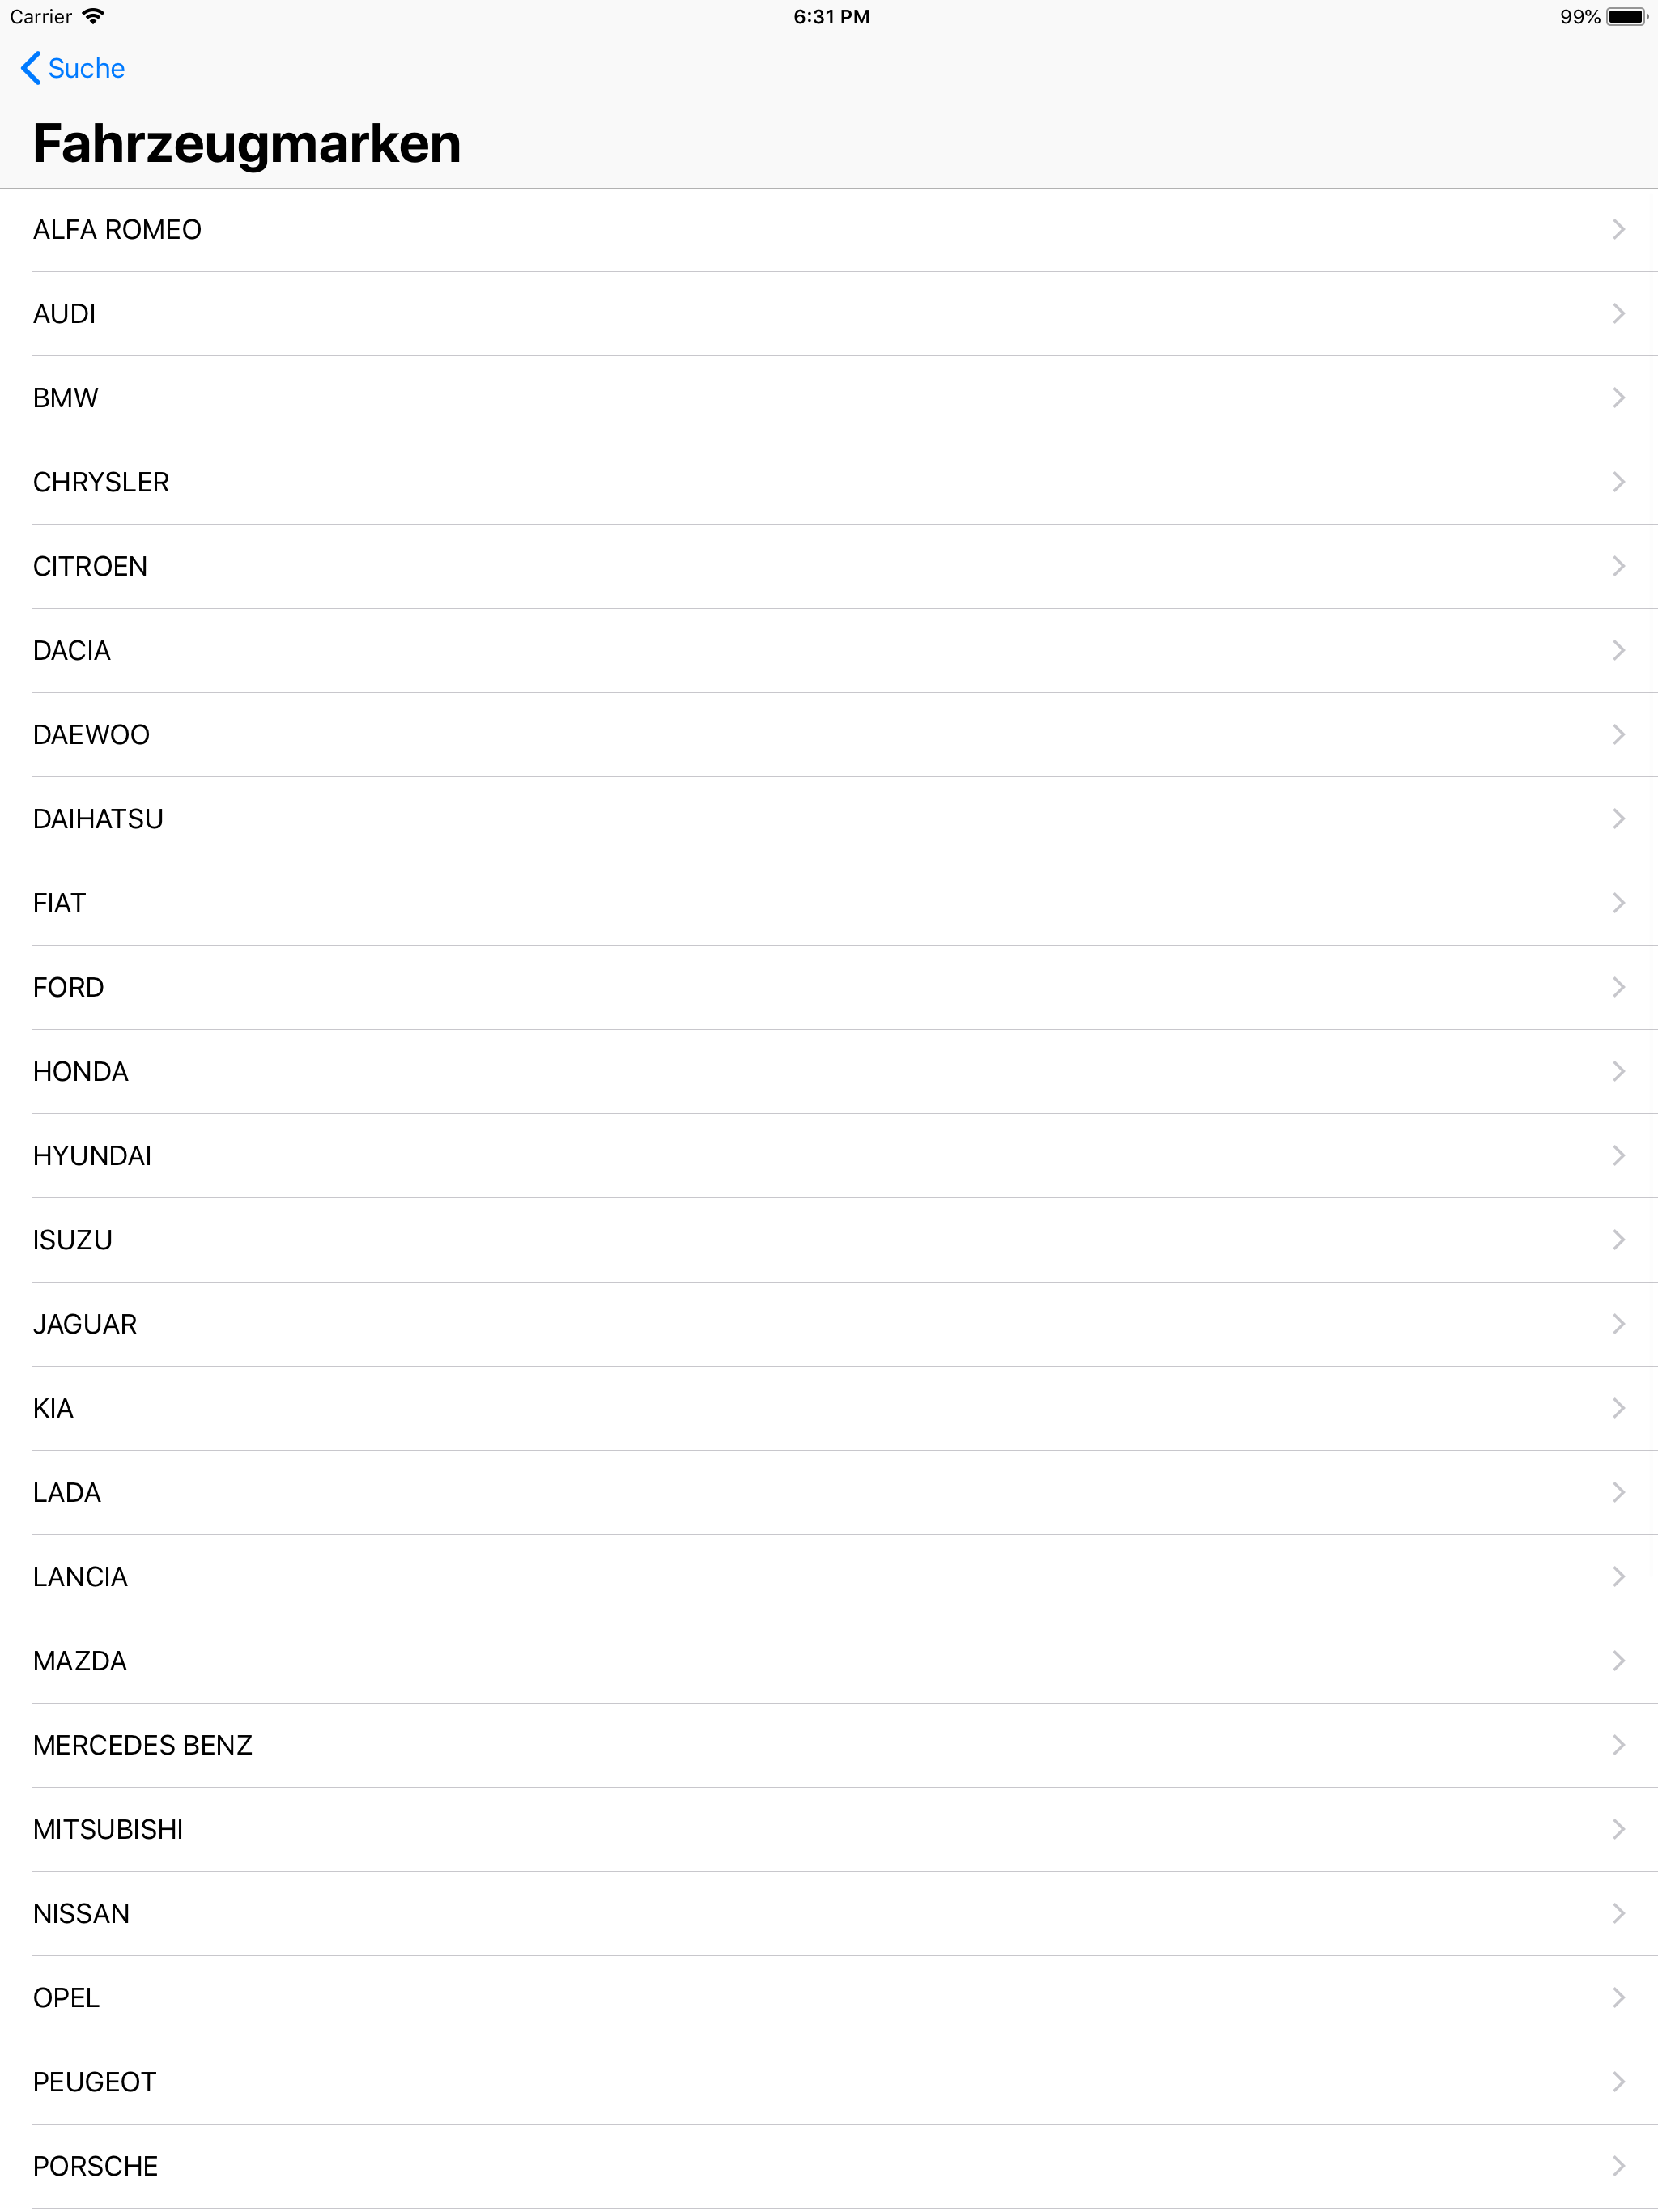 Carrier 6:31 PM 99%
Suche
Fahrzeugmarken
ALFA ROMEO
AUDI
BMW
CHRYSLER
CITROEN
DACIA
DAEWOO
DAIHATSU
FIAT
FORD
HONDA
HYUNDAI
ISUZU
JAGUAR
KIA
LADA
LANCIA
MAZDA
MERCEDES BENZ
MITSUBISHI
NISSAN
OPEL
PEUGEOT
PORSCHE